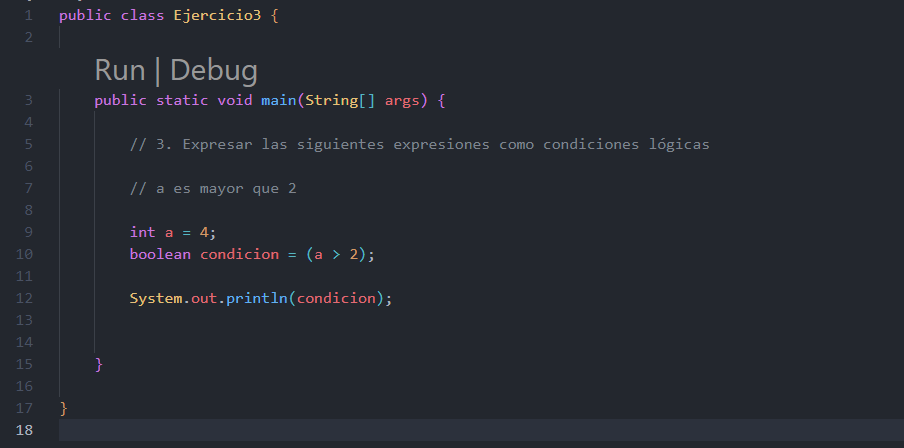 1 public class Ejercicio3 {
2
Run | Debug
3 public static void main(String[] args) {
4
5 // 3. Expresar las siguientes expresiones como condiciones lógicas
6
7 // a es mayor que 2
8
9 int a = 4;
10 boolean condicion = (a > 2);
11
12 System.out.println(condicion);
13
14
15 }
16
17 }
18